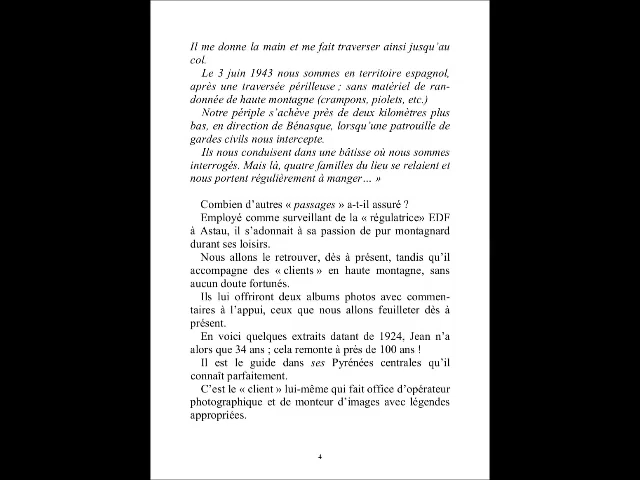 Il me donne la main et me fait traverser ainsi jusqu'au
col.
Le 3 juin 1943 nous sommes en territoire espagnol,
après une traversée périlleuse ; sans matériel de ran-
donnée de haute montagne (crampons, piolets, etc.)
Notre périple s'achève près de deux kilomètres plus
bas, en direction de Bénasque, lorsqu'une patrouille de
gardes civils nous intercepte.
Ils nous conduisent dans une bâtisse où nous sommes
interrogés. Mais là, quatre familles du lieu se relaient et
nous portent régulièrement à manger… »
Combien d'autres « passages » a-t-il assuré ?
Employé comme surveillant de la « régulatrice» EDF
à Astau, il s'adonnait à sa passion de pur montagnard
durant ses loisirs.
Nous allons le retrouver, dès à présent, tandis qu'il
accompagne des « clients » en haute montagne, sans
aucun doute fortunés.
Ils lui offriront deux albums photos avec commen-
taires à l'appui, ceux que nous allons feuilleter dès à
présent.
En voici quelques extraits datant de 1924, Jean n'a
alors que 34 ans ; cela remonte à près de 100 ans !
Il est le guide dans ses Pyrénées centrales qu'il
connaît parfaitement.
C'est le « client » lui-même qui fait office d'opérateur
photographique et de monteur d'images avec légendes
appropriées.
4